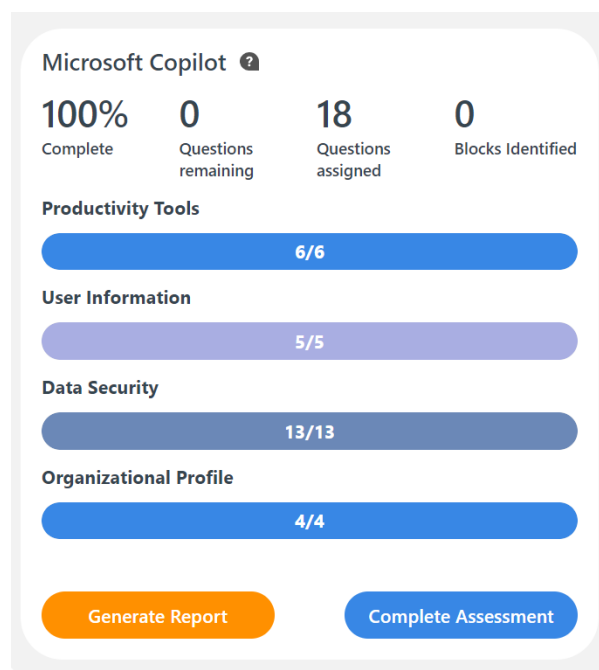 Microsoft Copilot ?
100% 0 18 0
Complete Questions remaining Questions assigned Blocks Identified
Productivity Tools
6/6
User Information
5/5
Data Security
13/13
Organizational Profile
4/4
Generate Report Complete Assessment